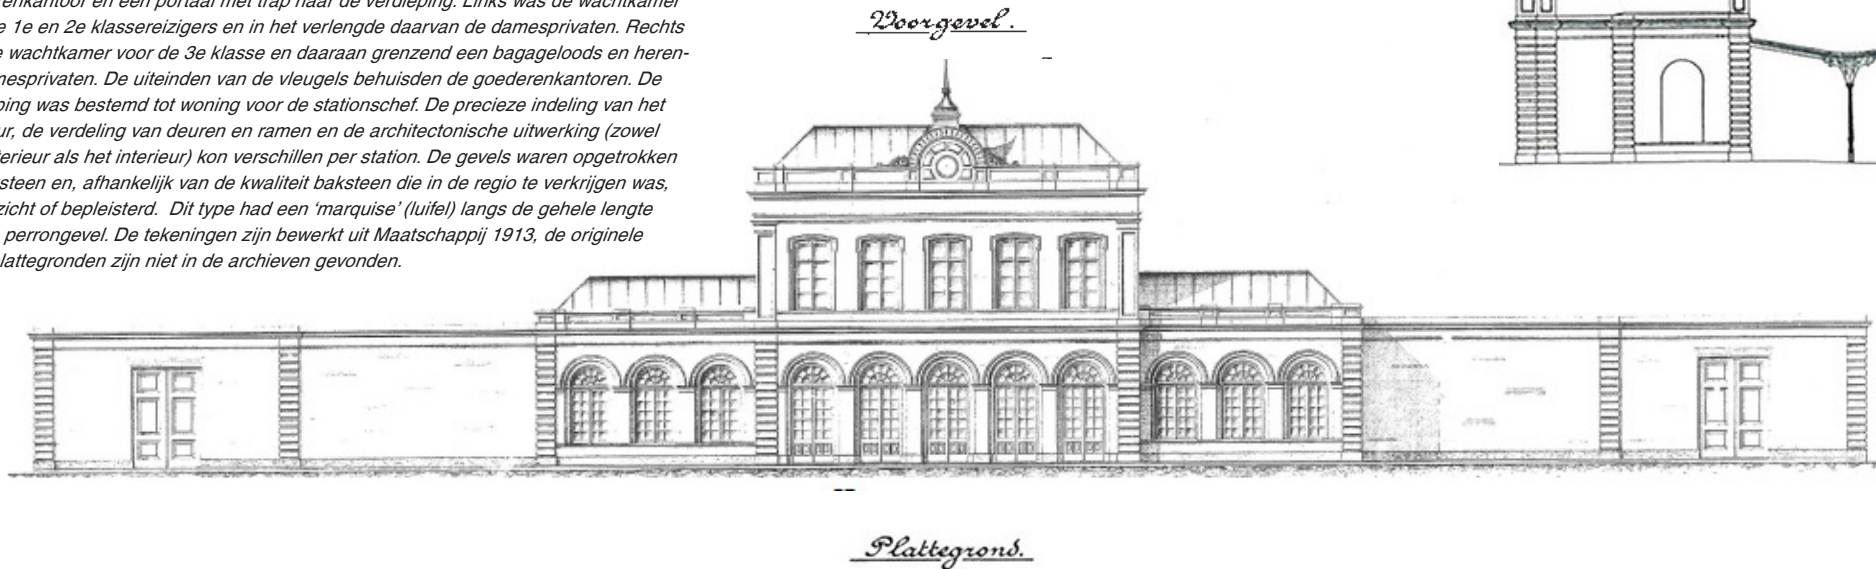 renkantoor en een portaal met trap naar de verdieping. Links was de wachtkamer
e 1e en 2e klassereizigers en in het verlengde daarvan de damesprivaten. Rechts
e wachtkamer voor de 3e klasse en daaraan grenzend een bagageloods en heren-
mesprivaten. De uiteinden van de vleugels behuisden de goederenkantoren. De
ping was bestemd tot woning voor de stationschef. De precieze indeling van het
ur, de verdeling van deuren en ramen en de architectonische uitwerking (zowel
terieur als het interieur) kon verschillen per station. De gevels waren opgetrokken
steen en, afhankelijk van de kwaliteit baksteen die in de regio te verkrijgen was,
zicht of bepleisterd. Dit type had een ‘marquise’ (luifel) langs de gehele lengte
perrongevel. De tekeningen zijn bewerkt uit Maatschappij 1913, de originele
lattegronden zijn niet in de archieven gevonden.
Voorgevel.
Plattegrond.